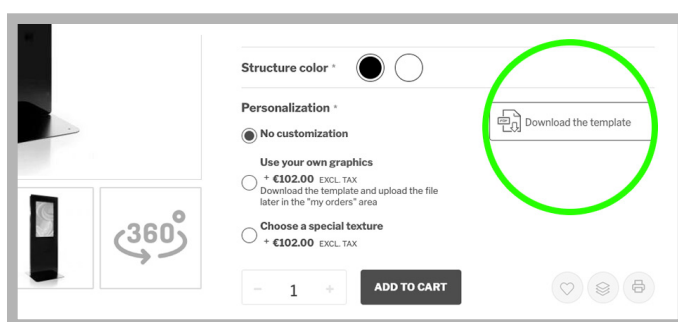 Structure color *
Personalization *
No customization
Download the template
Use your own graphics
+ €102.00 EXCL. TAX
Download the template and upload the file
later in the "my orders" area
Choose a special texture
+ €102.00 EXCL. TAX
360°
− 1 +
ADD TO CART